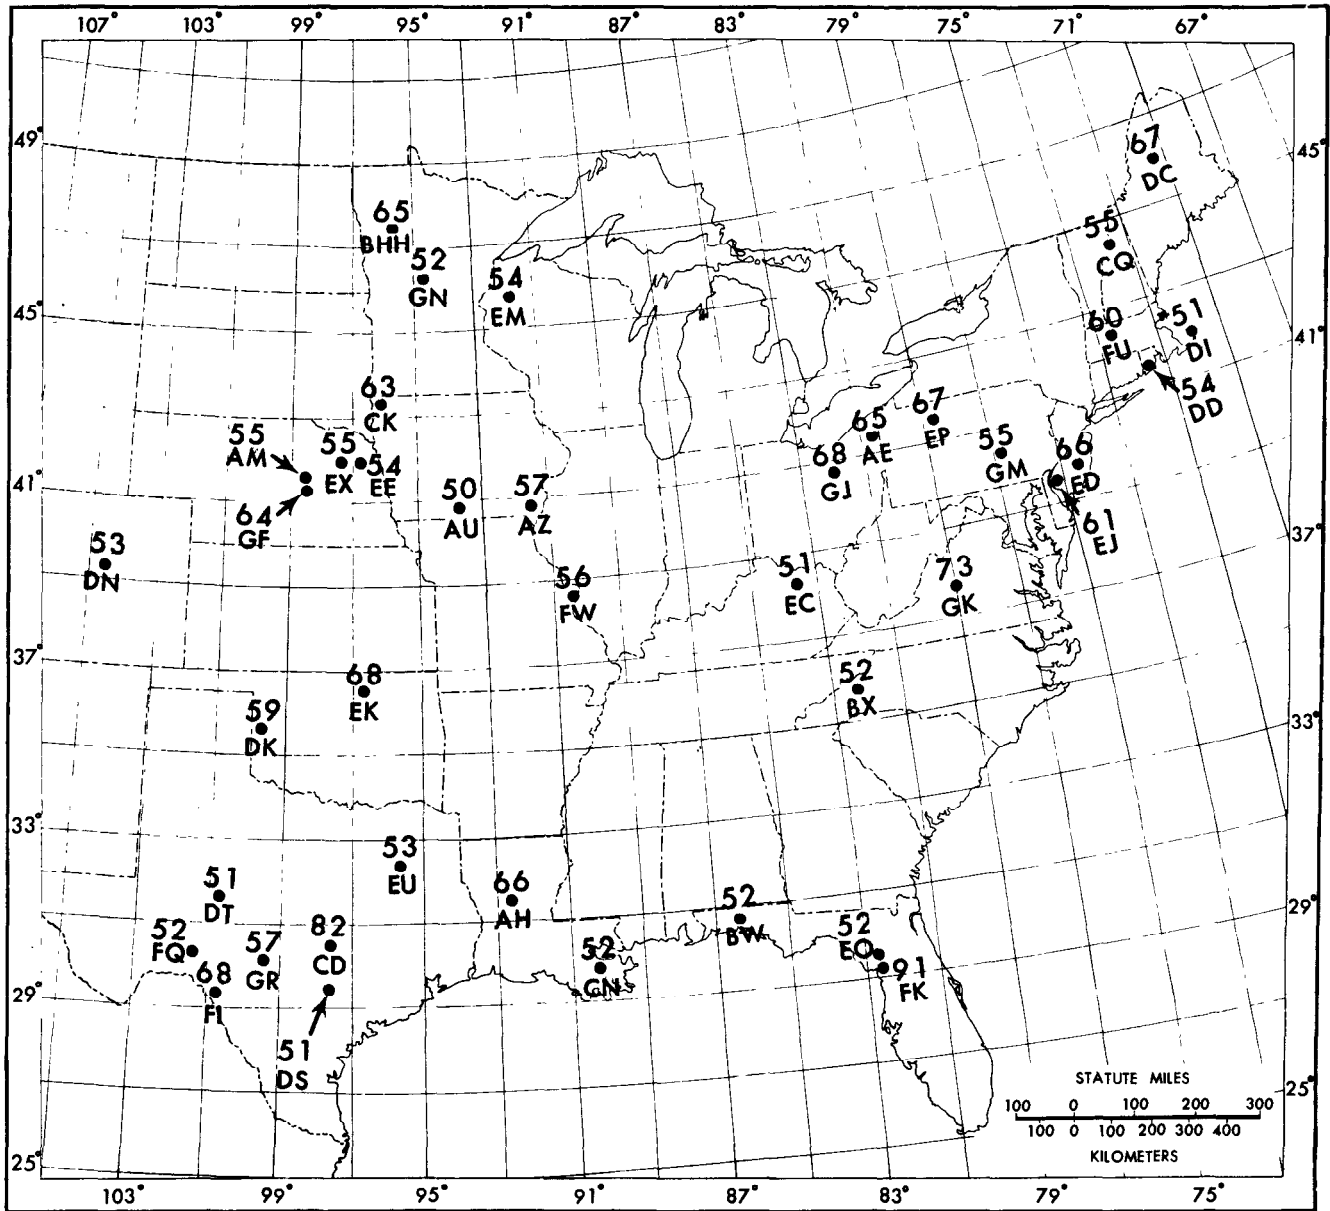 107° 103° 99° 95° 91° 87° 83° 79° 75° 71° 67°
49°
45°
41°
37°
33°
29°
25°
67
DC
55
CQ
65
BHH
52
GN
54
EM
60
FU
51
DI
54
DD
63
CK
55
AM
55
EX
54
EE
64
GF
50
AU
57
AZ
68
GJ
65
AE
67
EP
55
GM
66
ED
61
EJ
53
DN
56
FW
51
EC
73
GK
68
EK
59
DK
52
BX
53
EU
51
DT
66
AH
52
FQ
57
GR
82
CD
68
FI
51
DS
52
CN
52
BW
52
EO
91
FK
45°
41°
37°
33°
29°
25°
STATUTE MILES
100 0 100 200 300
100 0 100 200 300 400
KILOMETERS
103° 99° 95° 91° 87° 83° 79° 75°